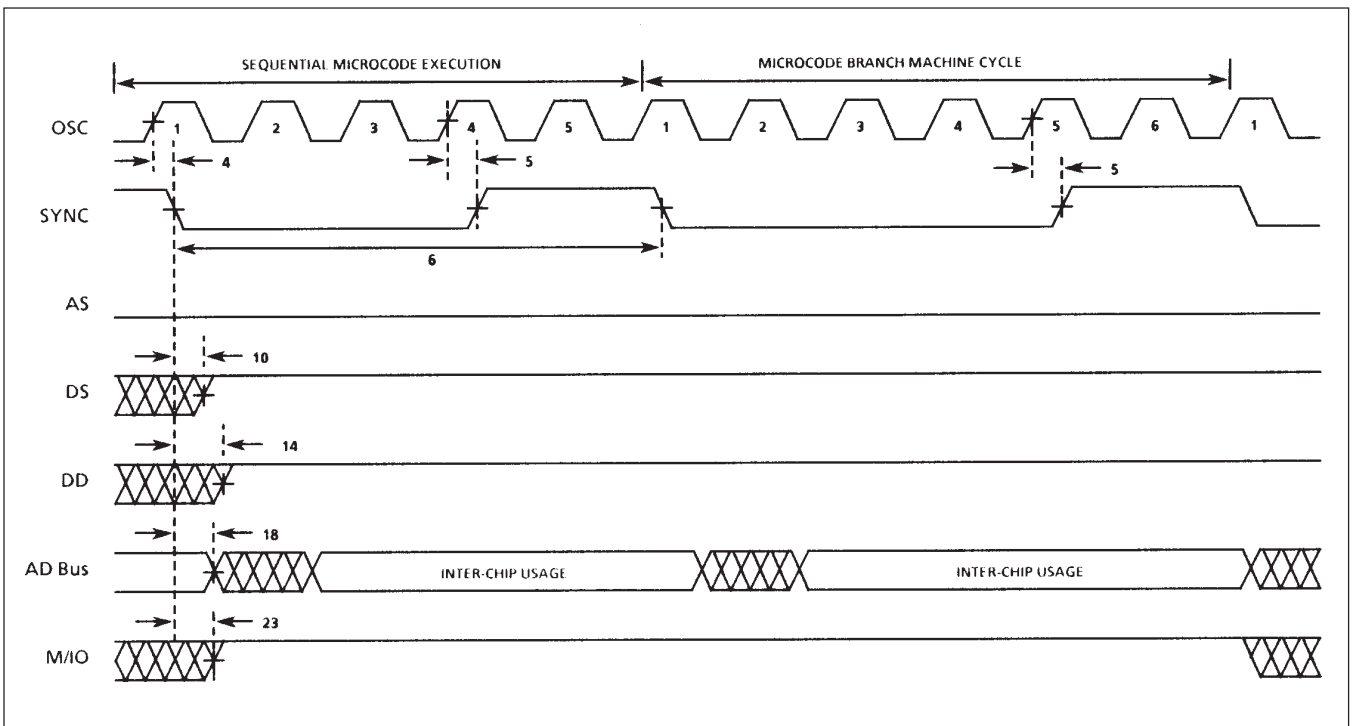 SEQUENTIAL MICROCODE EXECUTION MICROCODE BRANCH MACHINE CYCLE
OSC 1 2 3 4 5 1 2 3 4 5 6 1
4 5 5
SYNC
6
AS
10
DS
14
DD
18
AD Bus INTER-CHIP USAGE INTER-CHIP USAGE
23
M/IO